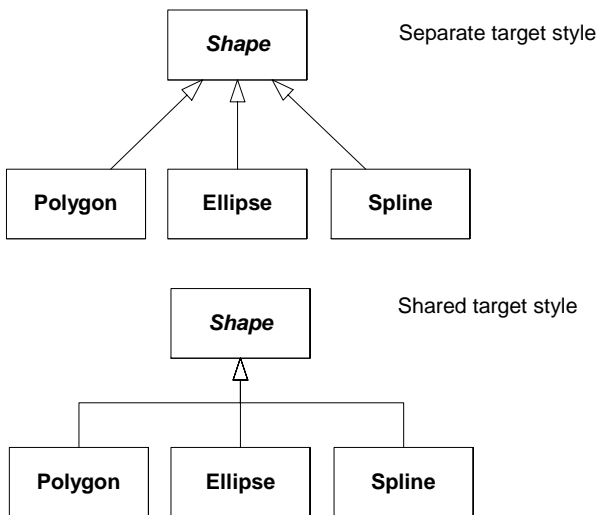 Shape
Separate target style
Polygon
Ellipse
Spline
Shape
Shared target style
Polygon
Ellipse
Spline